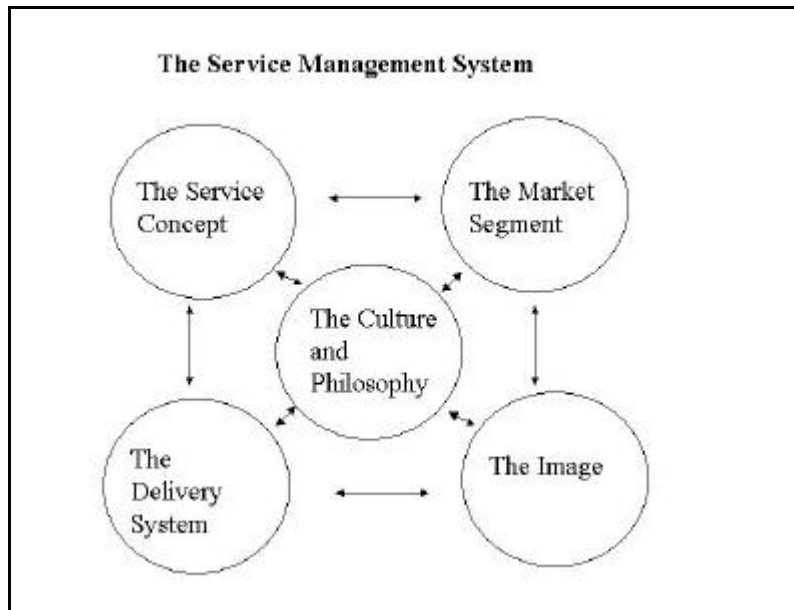 The Service Management System
The Service
Concept
The Market
Segment
The Culture
and
Philosophy
The
Delivery
System
The Image